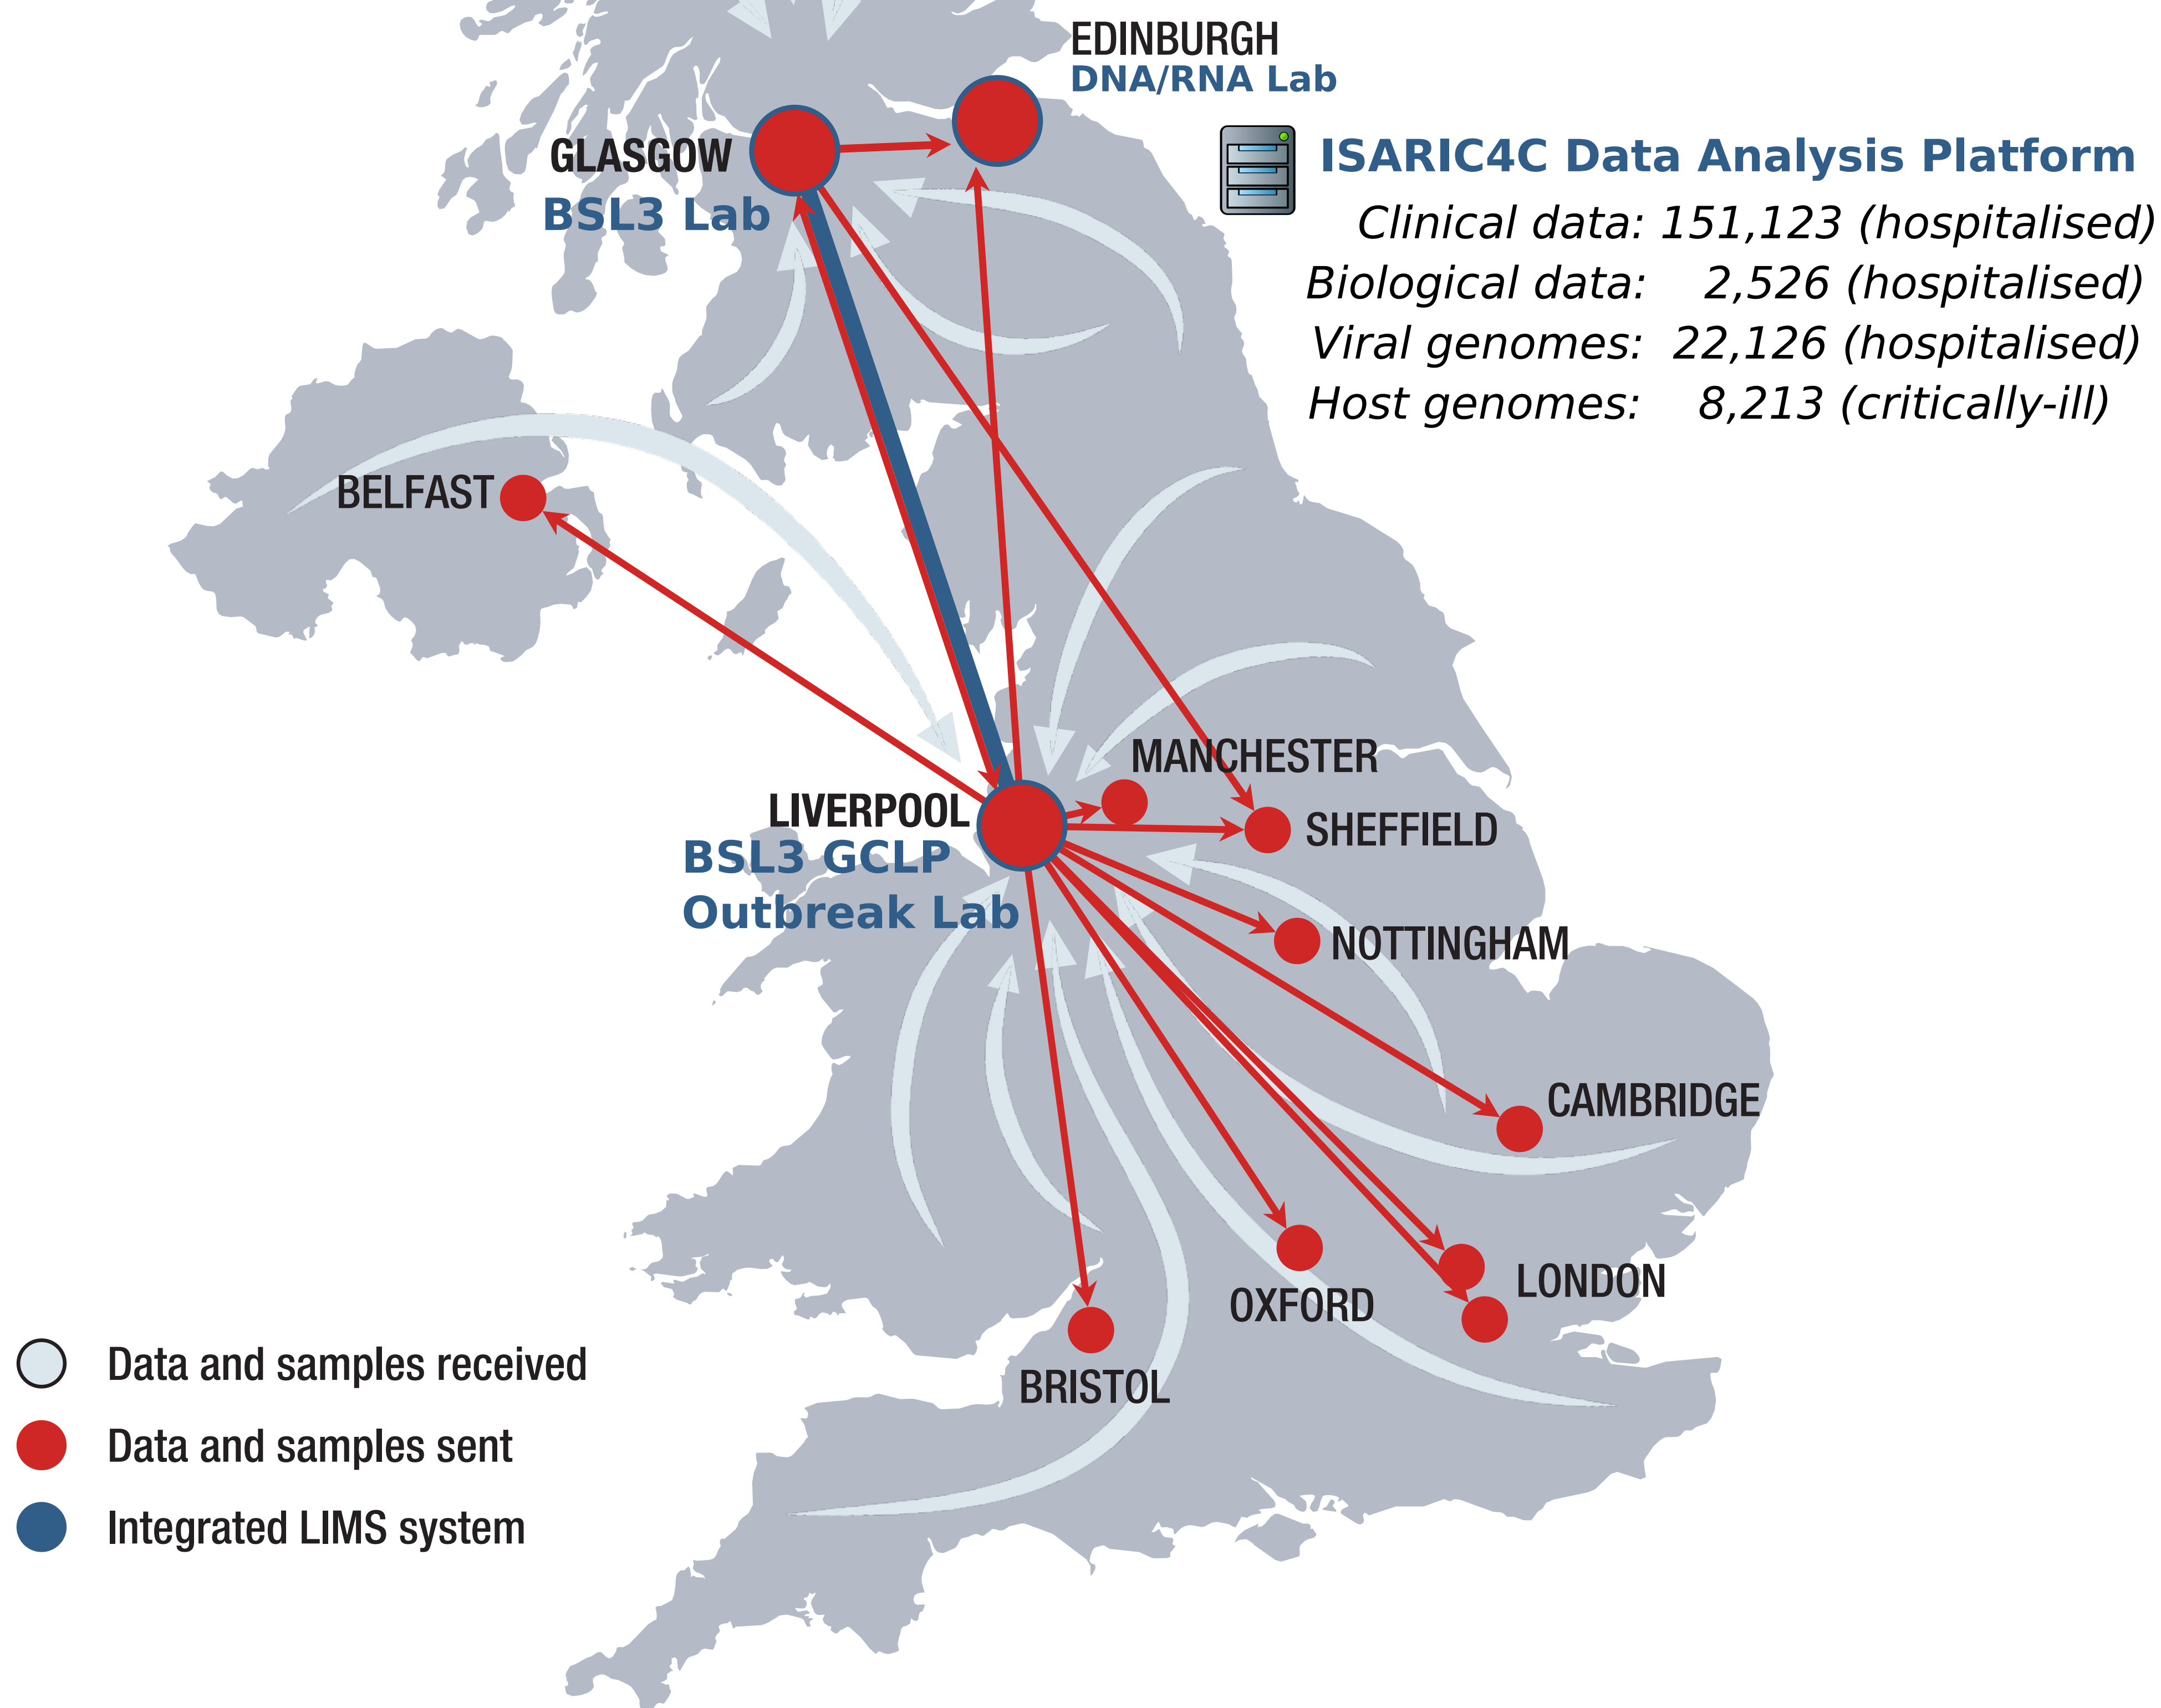 EDINBURGH
DNA/RNA Lab
GLASGOW
BSL3 Lab
ISARIC4C Data Analysis Platform
Clinical data: 151,123 (hospitalised)
Biological data: 2,526 (hospitalised)
Viral genomes: 22,126 (hospitalised)
Host genomes: 8,213 (critically-ill)
BELFAST
MANCHESTER
LIVERPOOL
BSL3 GCLP
Outbreak Lab
SHEFFIELD
NOTTINGHAM
CAMBRIDGE
LONDON
OXFORD
BRISTOL
Data and samples received
Data and samples sent
Integrated LIMS system